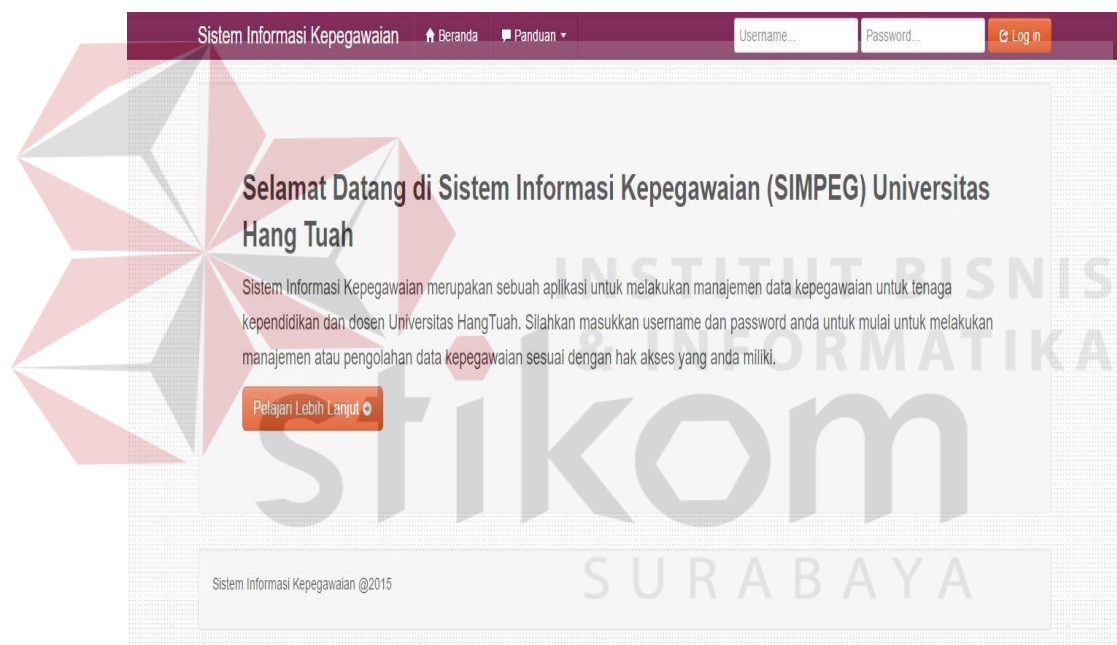 Sistem Informasi Kepegawaian Beranda Panduan Username... Password... Log in
Selamat Datang di Sistem Informasi Kepegawaian (SIMPEG) Universitas
Hang Tuah
INSTITUT BISNIS
Sistem Informasi Kepegawaian merupakan sebuah aplikasi untuk melakukan manajemen data kepegawaian untuk tenaga
kependidikan dan dosen Universitas HangTuah. Silahkan masukkan username dan password anda untuk mulai untuk melakukan
& INFORMATIKA
manajemen atau pengolahan data kepegawaian sesuai dengan hak akses yang anda miliki.
Pelajari Lebih Lanjut
stikom
SURABAYA
Sistem Informasi Kepegawaian @2015